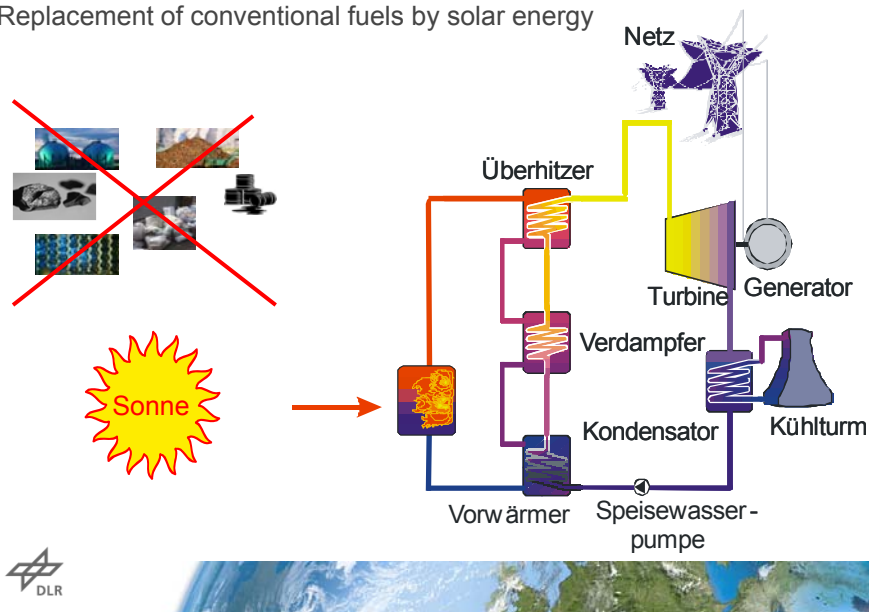 Replacement of conventional fuels by solar energy
Netz
Überhitzer
Turbine
Generator
Verdampfer
Sonne
Kondensator
Kühlturm
Vorwärmer
Speisewasser-
pumpe
DLR